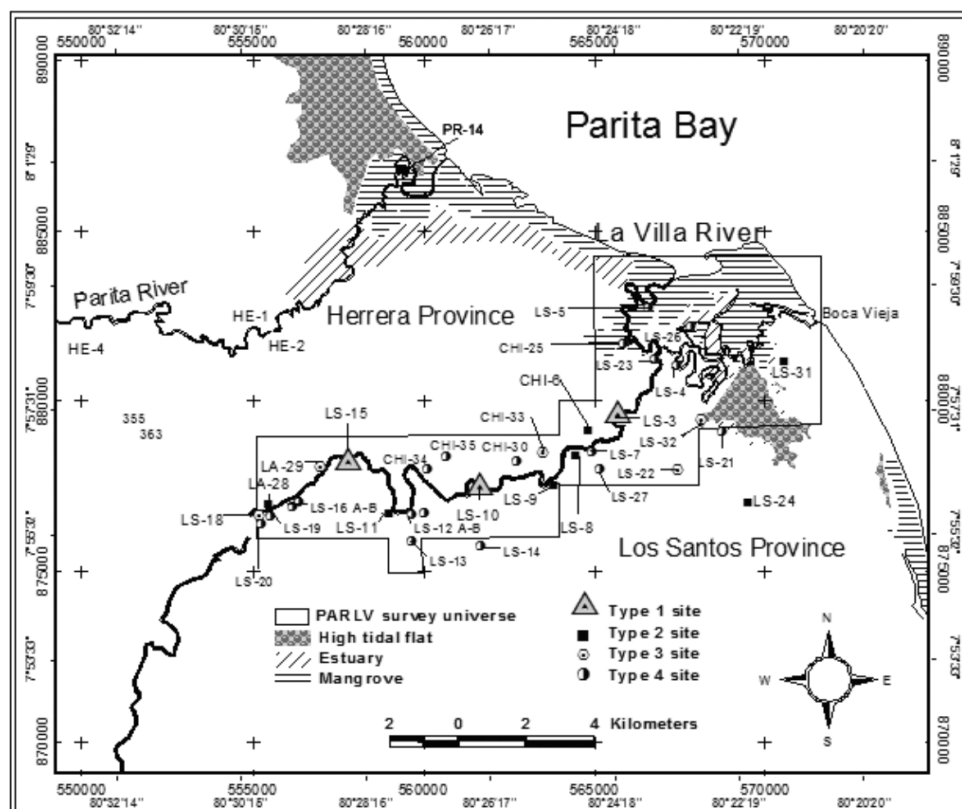 80°32'14" 80°30'15" 80°28'16" 80°26'17" 80°24'18" 80°22'19" 80°20'20"
550000 555000 560000 565000 570000
890000 890000
Parita Bay
PR-14
8°1'29" 8°1'29"
885000 885000
La Villa River
7°59'30" 7°59'30"
Parita River
HE-1
HE-2
HE-4
Herrera Province
LS-5
Boca Vieja
LS-26
CHI-25
LS-23
LS-4
LS-31
CHI-6
880000 880000
7°57'31" 7°57'31"
355
363
LS-15
CHI-33
LS-3
CHI-35
CHI-30
LS-32
LS-7
LA-29
CHI-34
LS-22
LS-21
LA-28
LS-9
LS-27
LS-24
LS-18
LS-16 A-B
LS-10
LS-19
LS-11
LS-12 A-B
LS-8
7°55'32" 7°55'32"
LS-13
LS-14
Los Santos Province
LS-20
875000 875000
PARLV survey universe
High tidal flat
Estuary
Mangrove
Type 1 site
Type 2 site
Type 3 site
Type 4 site
7°53'33" 7°53'33"
N
W E
S
2 0 2 4 Kilometers
870000 870000
550000 555000 560000 565000 570000
80°32'14" 80°30'15" 80°28'16" 80°26'17" 80°24'18" 80°22'19" 80°20'20"